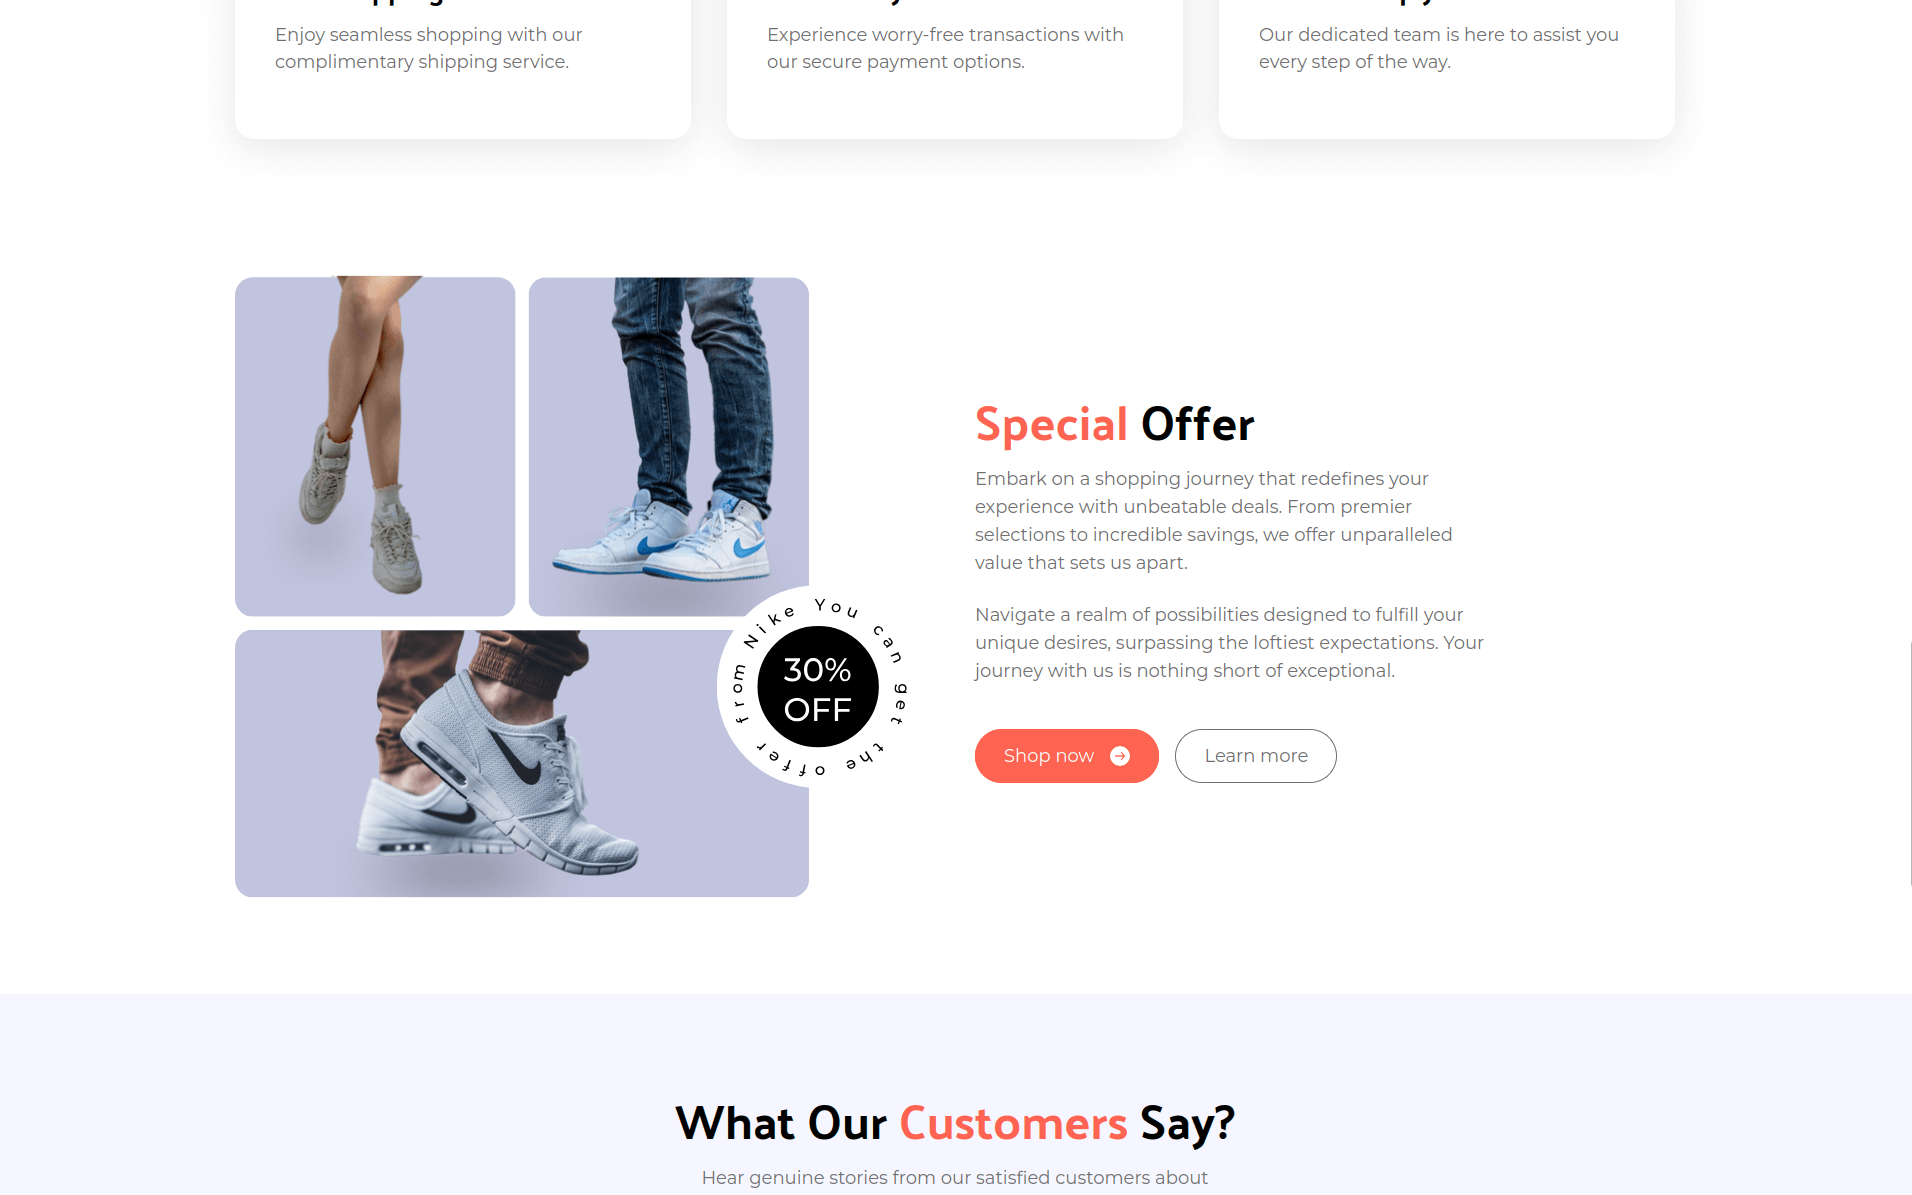 Enjoy seamless shopping with our
complimentary shipping service.
Experience worry-free transactions with
our secure payment options.
Our dedicated team is here to assist you
every step of the way.
You can get the offer from Nike
30%
OFF
Special Offer
Embark on a shopping journey that redefines your
experience with unbeatable deals. From premier
selections to incredible savings, we offer unparalleled
value that sets us apart.
Navigate a realm of possibilities designed to fulfill your
unique desires, surpassing the loftiest expectations. Your
journey with us is nothing short of exceptional.
Shop now
Learn more
What Our Customers Say?
Hear genuine stories from our satisfied customers about